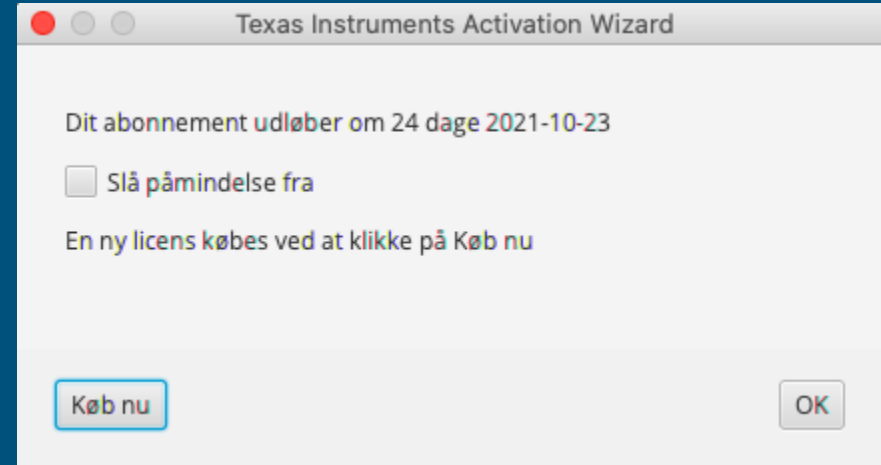 Texas Instruments Activation Wizard
Dit abonnement udløber om 24 dage 2021-10-23
Slå påmindelse fra
En ny licens købes ved at klikke på Køb nu
Køb nu
OK